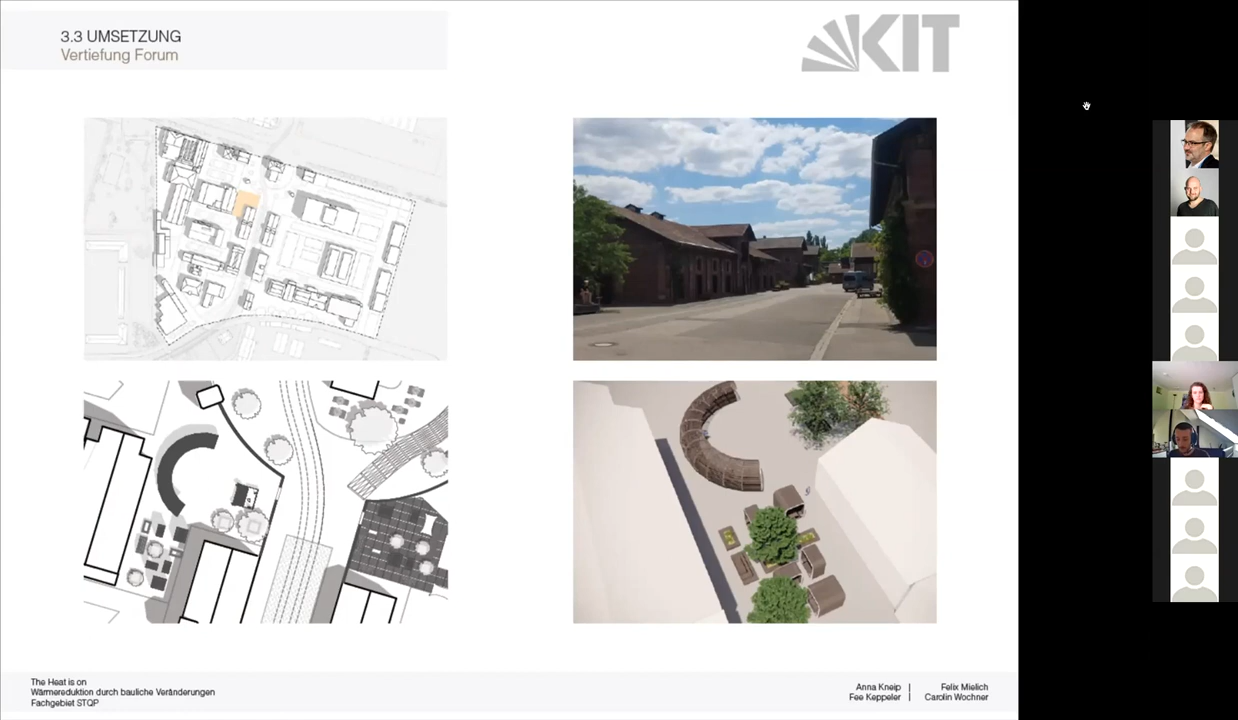 3.3 UMSETZUNG
Vertiefung Forum
KIT
The Heat is on
Wärmereduktion durch bauliche Veränderungen
Fachgebiet STQP
Anna Kneip | Felix Mielich
Fee Keppeler | Carolin Wochner